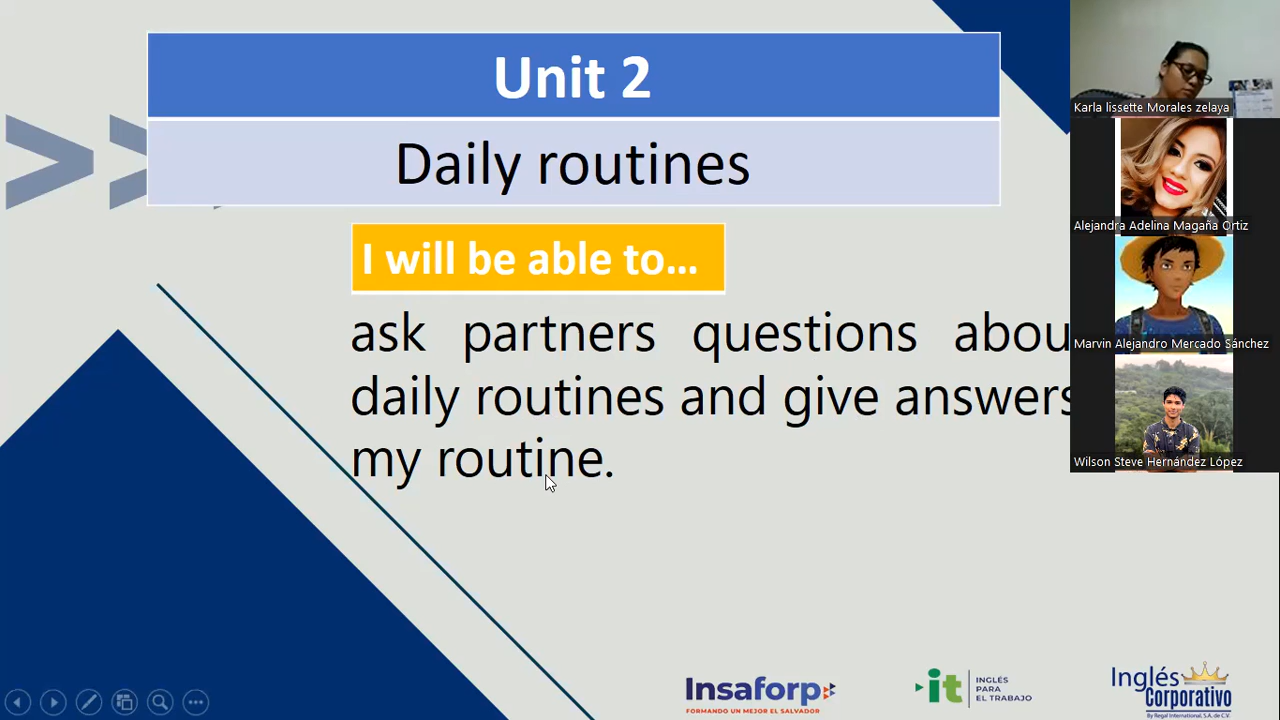 Unit 2
Daily routines
I will be able to...
ask partners questions abou
daily routines and give answers
my routine.
Karla lissette Morales zelaya
Alejandra Adelina Magaña Ortiz
Marvin Alejandro Mercado Sánchez
Wilson Steve Hernández López
Insaforp
FORMANDO UN MEJOR EL SALVADOR
it
INGLÉS
PARA
EL TRABAJO
Inglés
Corporativo
By Regal International, S.A. de C.V.